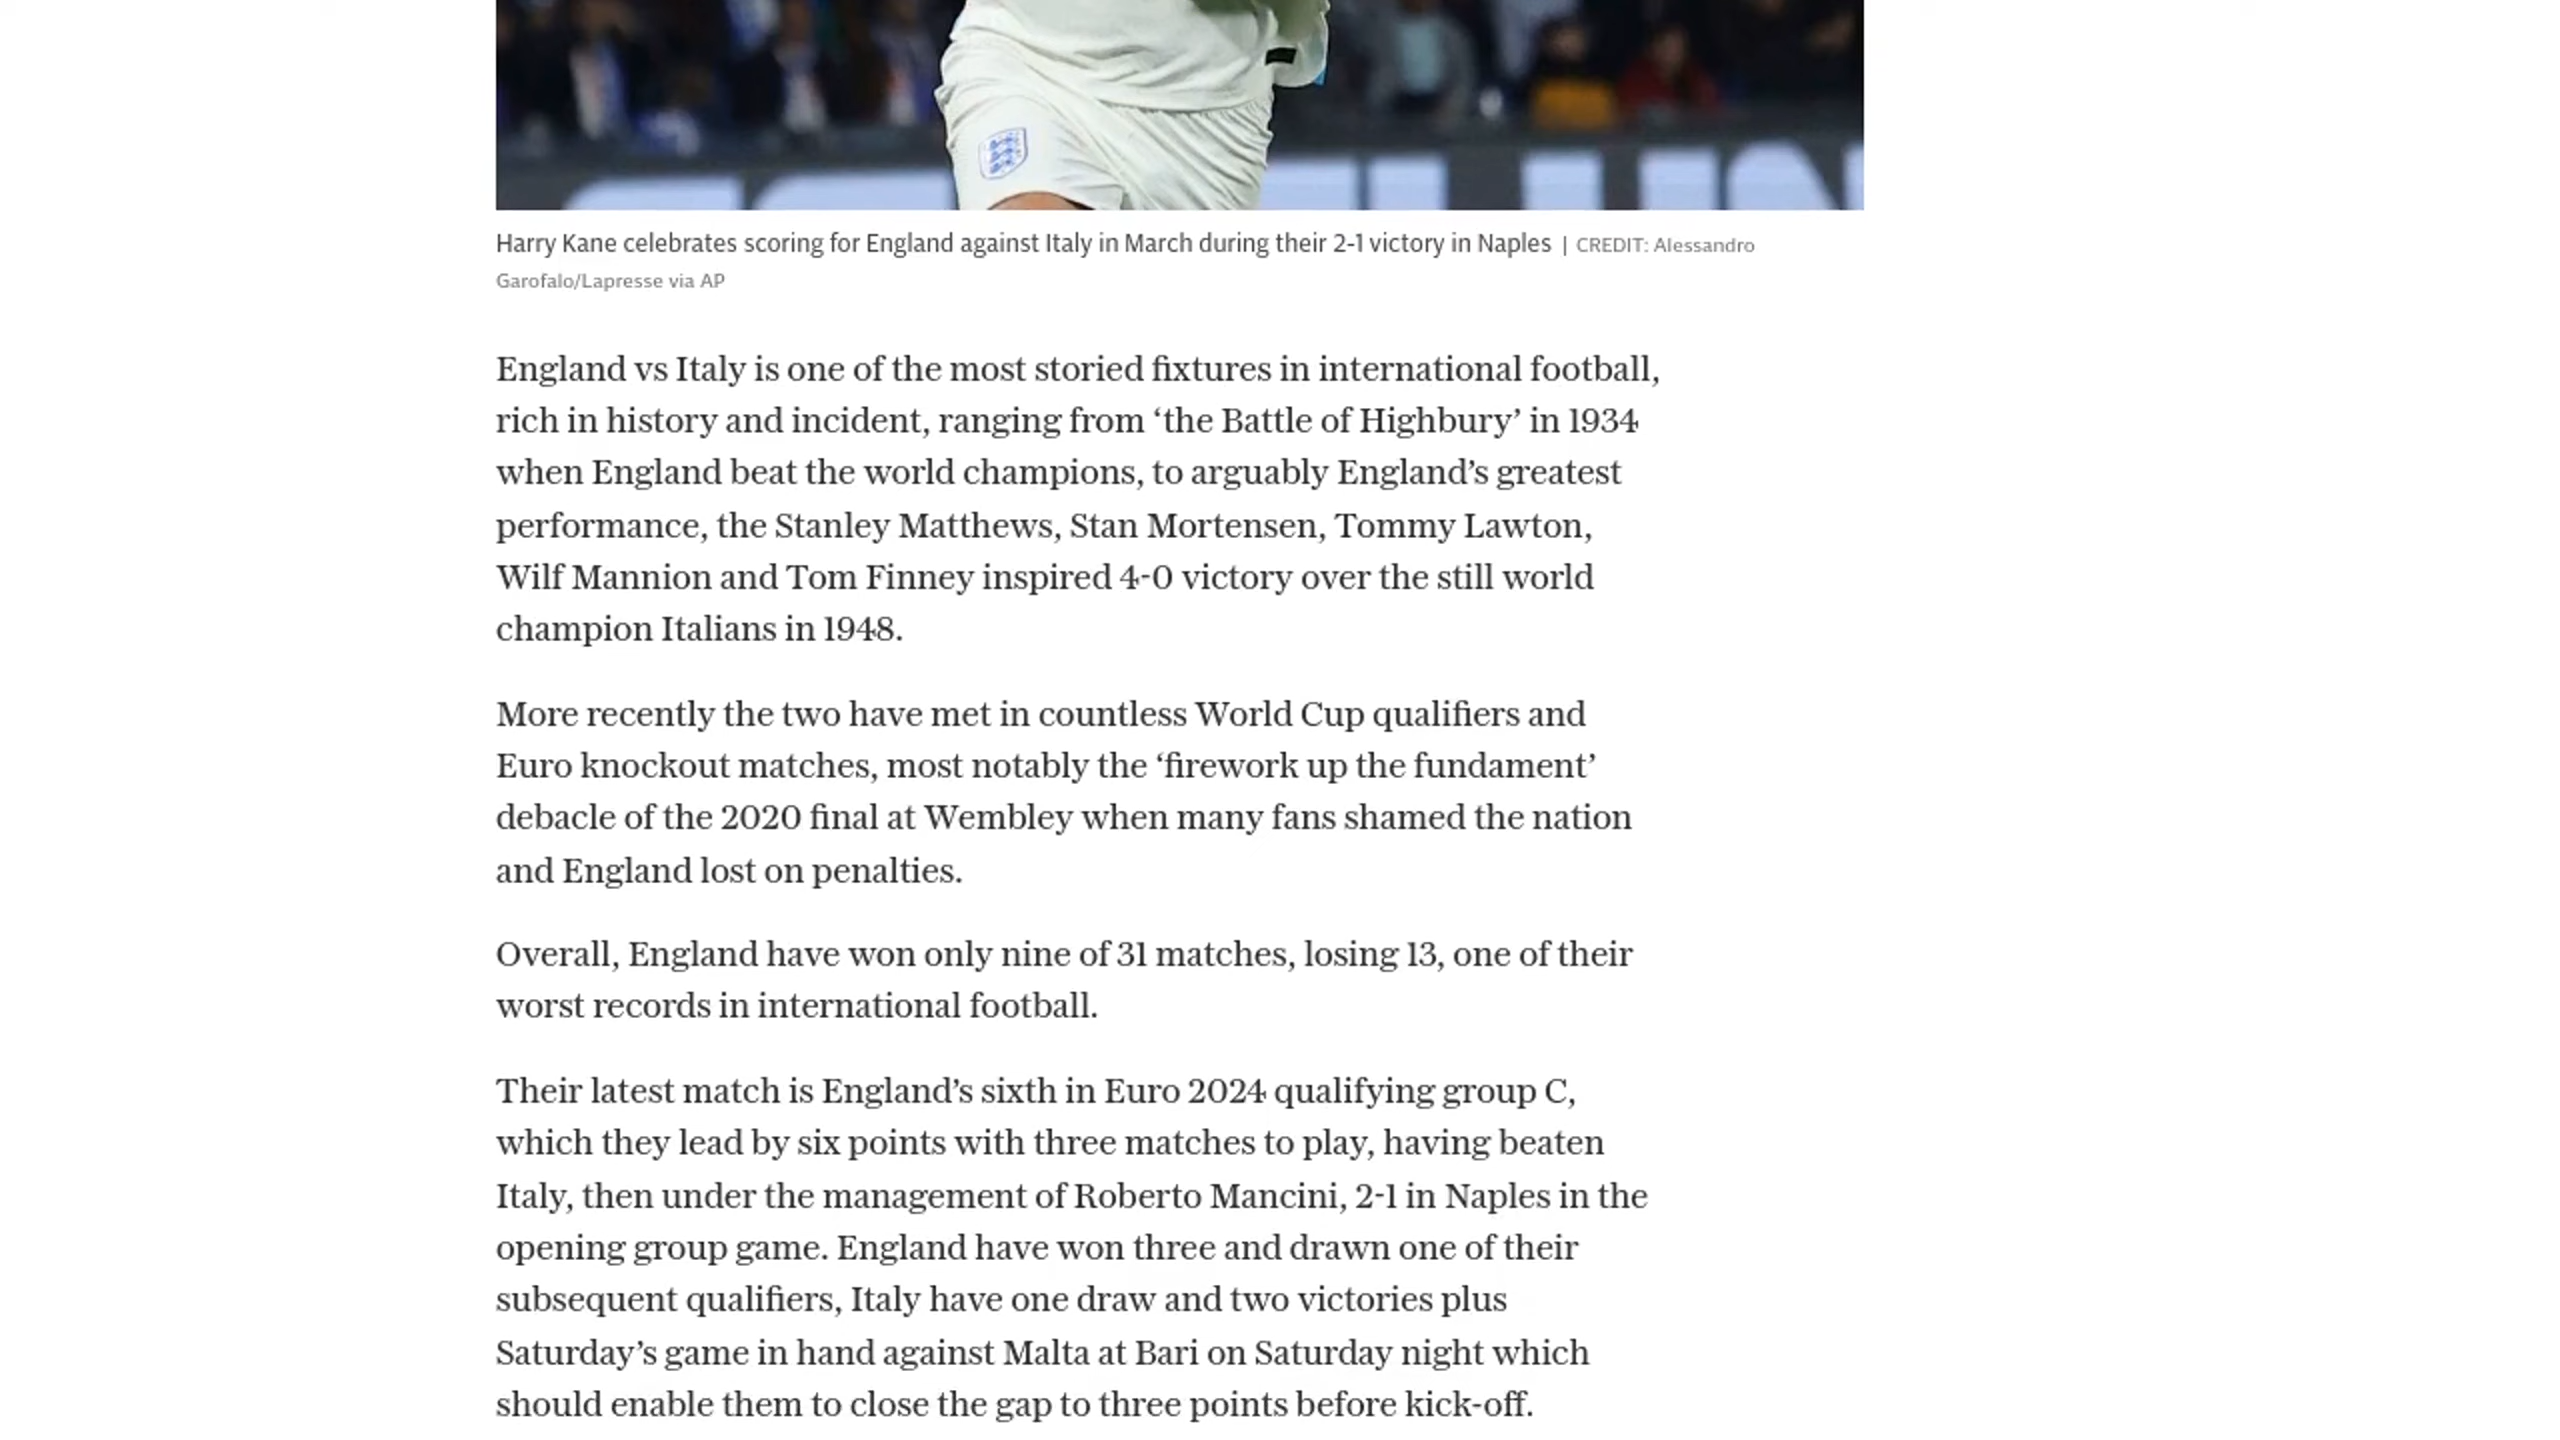 Harry Kane celebrates scoring for England against Italy in March during their 2-1 victory in Naples | CREDIT: Alessandro
Garofalo/Lapresse via AP
England vs Italy is one of the most storied fixtures in international football,
rich in history and incident, ranging from ‘the Battle of Highbury’ in 1934
when England beat the world champions, to arguably England’s greatest
performance, the Stanley Matthews, Stan Mortensen, Tommy Lawton,
Wilf Mannion and Tom Finney inspired 4-0 victory over the still world
champion Italians in 1948.
More recently the two have met in countless World Cup qualifiers and
Euro knockout matches, most notably the ‘firework up the fundament’
debacle of the 2020 final at Wembley when many fans shamed the nation
and England lost on penalties.
Overall, England have won only nine of 31 matches, losing 13, one of their
worst records in international football.
Their latest match is England’s sixth in Euro 2024 qualifying group C,
which they lead by six points with three matches to play, having beaten
Italy, then under the management of Roberto Mancini, 2-1 in Naples in the
opening group game. England have won three and drawn one of their
subsequent qualifiers, Italy have one draw and two victories plus
Saturday’s game in hand against Malta at Bari on Saturday night which
should enable them to close the gap to three points before kick-off.